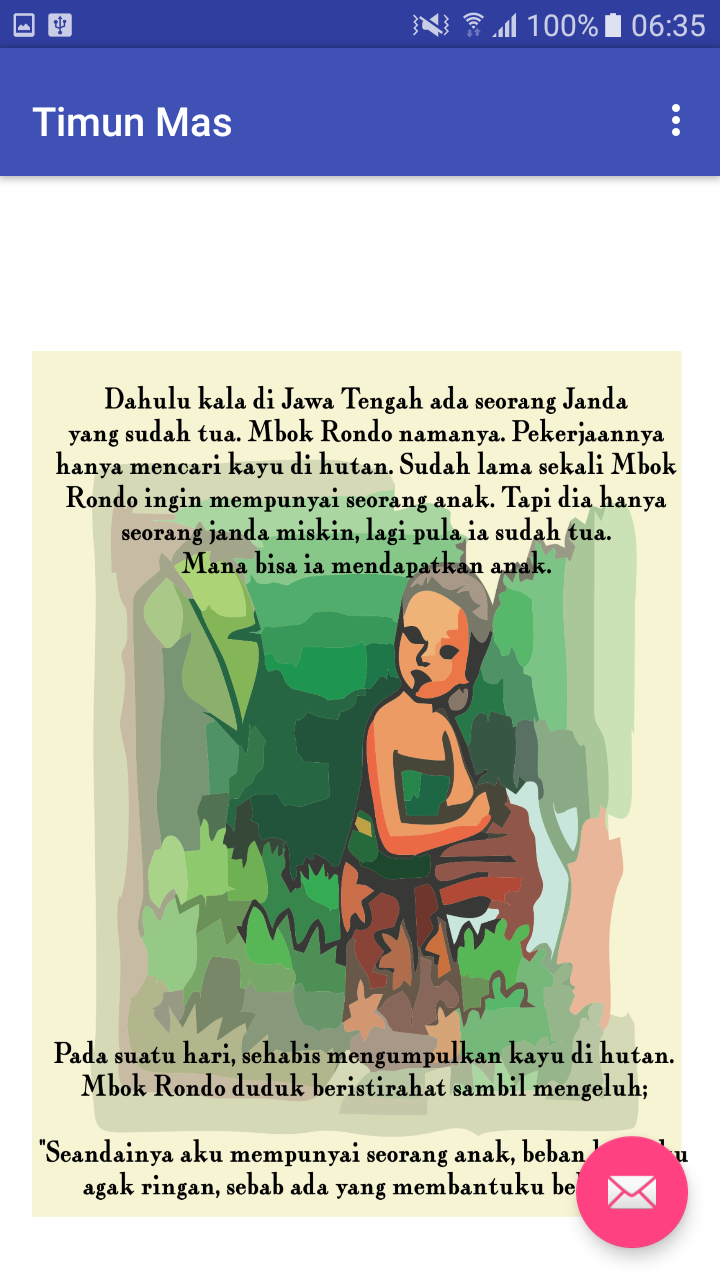 100% 06:35
Timun Mas
Dahulu kala di Jawa Tengah ada seorang Janda
yang sudah tua. Mbok Rondo namanya. Pekerjaannya
hanya mencari kayu di hutan. Sudah lama sekali Mbok
Rondo ingin mempunyai seorang anak. Tapi dia hanya
seorang janda miskin, lagi pula ia sudah tua.
Mana bisa ia mendapatkan anak.
Pada suatu hari, sehabis mengumpulkan kayu di hutan.
Mbok Rondo duduk beristirahat sambil mengeluh;
"Seandainya aku mempunyai seorang anak, beban
agak ringan, sebab ada yang membantuku